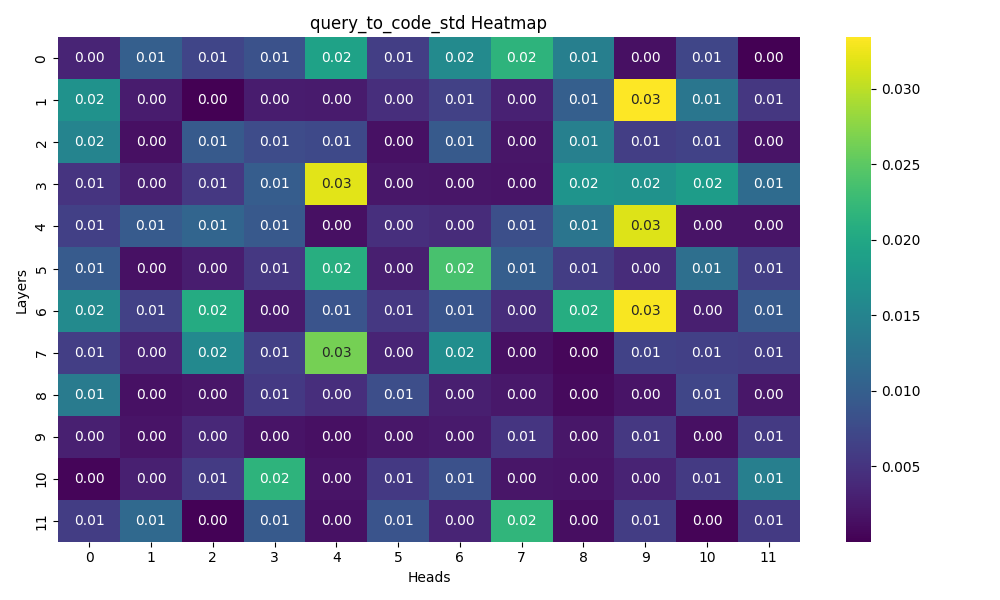 query_to_code_std Heatmap
0 0.00 0.01 0.01 0.01 0.02 0.01 0.02 0.02 0.01 0.00 0.01 0.00
1 0.02 0.00 0.00 0.00 0.00 0.00 0.01 0.00 0.01 0.03 0.01 0.01
2 0.02 0.00 0.01 0.01 0.01 0.00 0.01 0.00 0.01 0.01 0.01 0.00
3 0.01 0.00 0.01 0.01 0.03 0.00 0.00 0.00 0.02 0.02 0.02 0.01
4 0.01 0.01 0.01 0.01 0.00 0.00 0.00 0.01 0.01 0.03 0.00 0.00
5 0.01 0.00 0.00 0.01 0.02 0.00 0.02 0.01 0.01 0.00 0.01 0.01
6 0.02 0.01 0.02 0.00 0.01 0.01 0.01 0.00 0.02 0.03 0.00 0.01
7 0.01 0.00 0.02 0.01 0.03 0.00 0.02 0.00 0.00 0.01 0.01 0.01
8 0.01 0.00 0.00 0.01 0.00 0.01 0.00 0.00 0.00 0.00 0.01 0.00
9 0.00 0.00 0.00 0.00 0.00 0.00 0.00 0.01 0.00 0.01 0.00 0.01
10 0.00 0.00 0.01 0.02 0.00 0.01 0.01 0.00 0.00 0.00 0.01 0.01
11 0.01 0.01 0.00 0.01 0.00 0.01 0.00 0.02 0.00 0.01 0.00 0.01
0 1 2 3 4 5 6 7 8 9 10 11
Heads
Layers
0.030
0.025
0.020
0.015
0.010
0.005